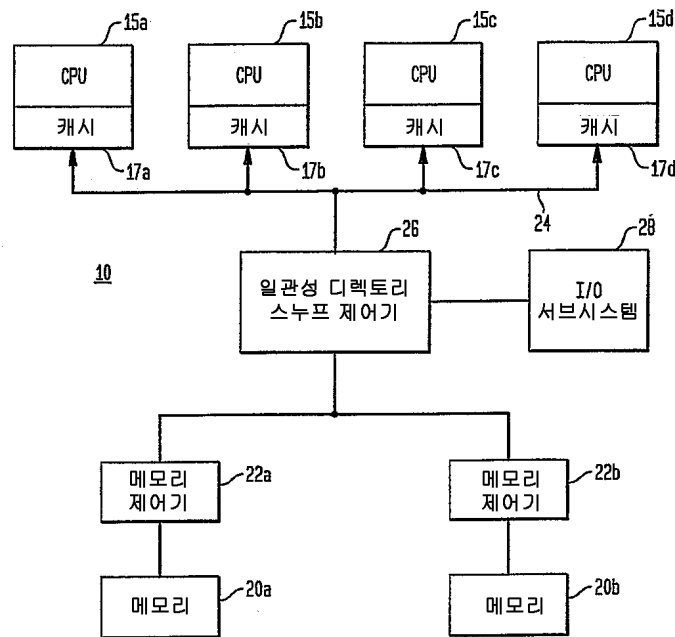 15a
15b
15c
15d
CPU
CPU
CPU
CPU
캐시
캐시
캐시
캐시
17a
17b
17c
17d
24
26
28
10
일관성 디렉토리
스누프 제어기
I/O
서브시스템
22a
22b
메모리
제어기
메모리
제어기
20a
20b
메모리
메모리